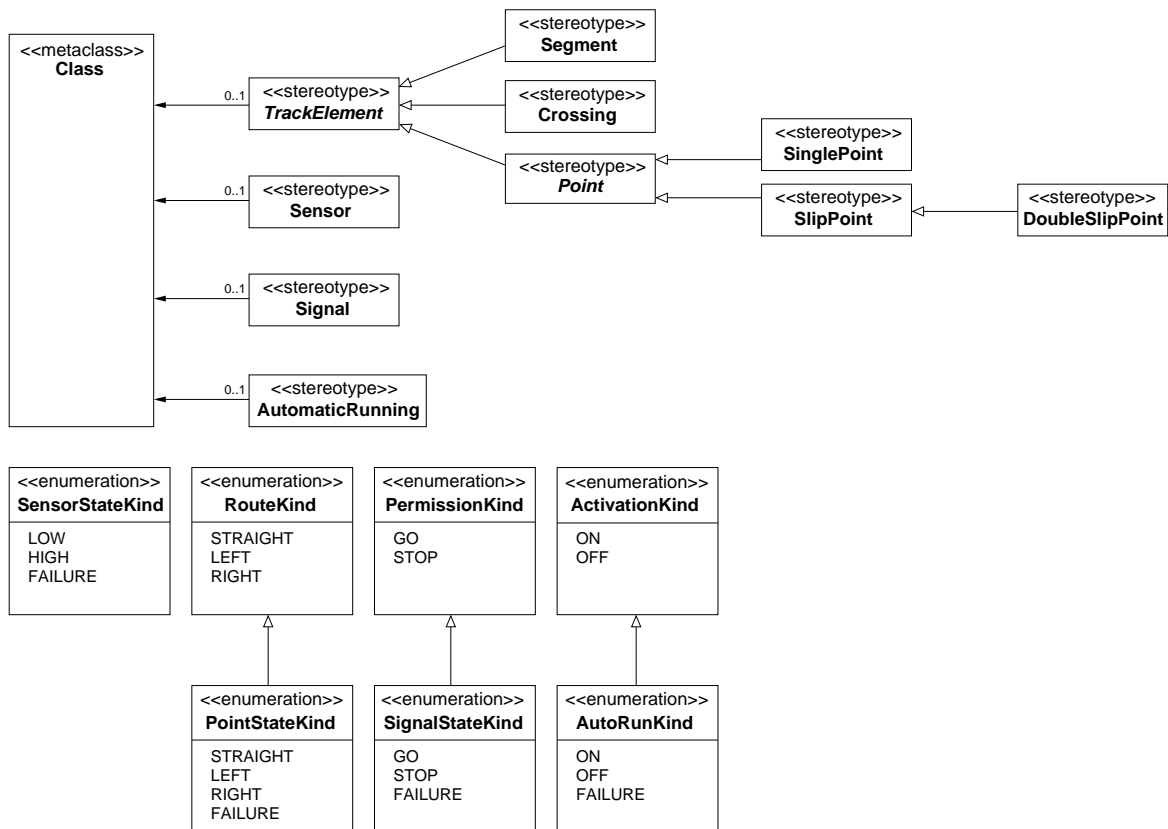 <<metaclass>>
Class
0..1
<<stereotype>>
TrackElement
<<stereotype>>
Segment
<<stereotype>>
Crossing
<<stereotype>>
Point
<<stereotype>>
SinglePoint
<<stereotype>>
SlipPoint
<<stereotype>>
DoubleSlipPoint
0..1
<<stereotype>>
Sensor
0..1
<<stereotype>>
Signal
0..1
<<stereotype>>
AutomaticRunning
<<enumeration>>
SensorStateKind
LOW
HIGH
FAILURE
<<enumeration>>
RouteKind
STRAIGHT
LEFT
RIGHT
<<enumeration>>
PermissionKind
GO
STOP
<<enumeration>>
ActivationKind
ON
OFF
<<enumeration>>
PointStateKind
STRAIGHT
LEFT
RIGHT
FAILURE
<<enumeration>>
SignalStateKind
GO
STOP
FAILURE
<<enumeration>>
AutoRunKind
ON
OFF
FAILURE